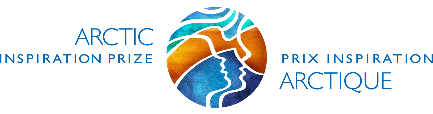 ARCTIC
INSPIRATION PRIZE
PRIX INSPIRATION
ARCTIQUE